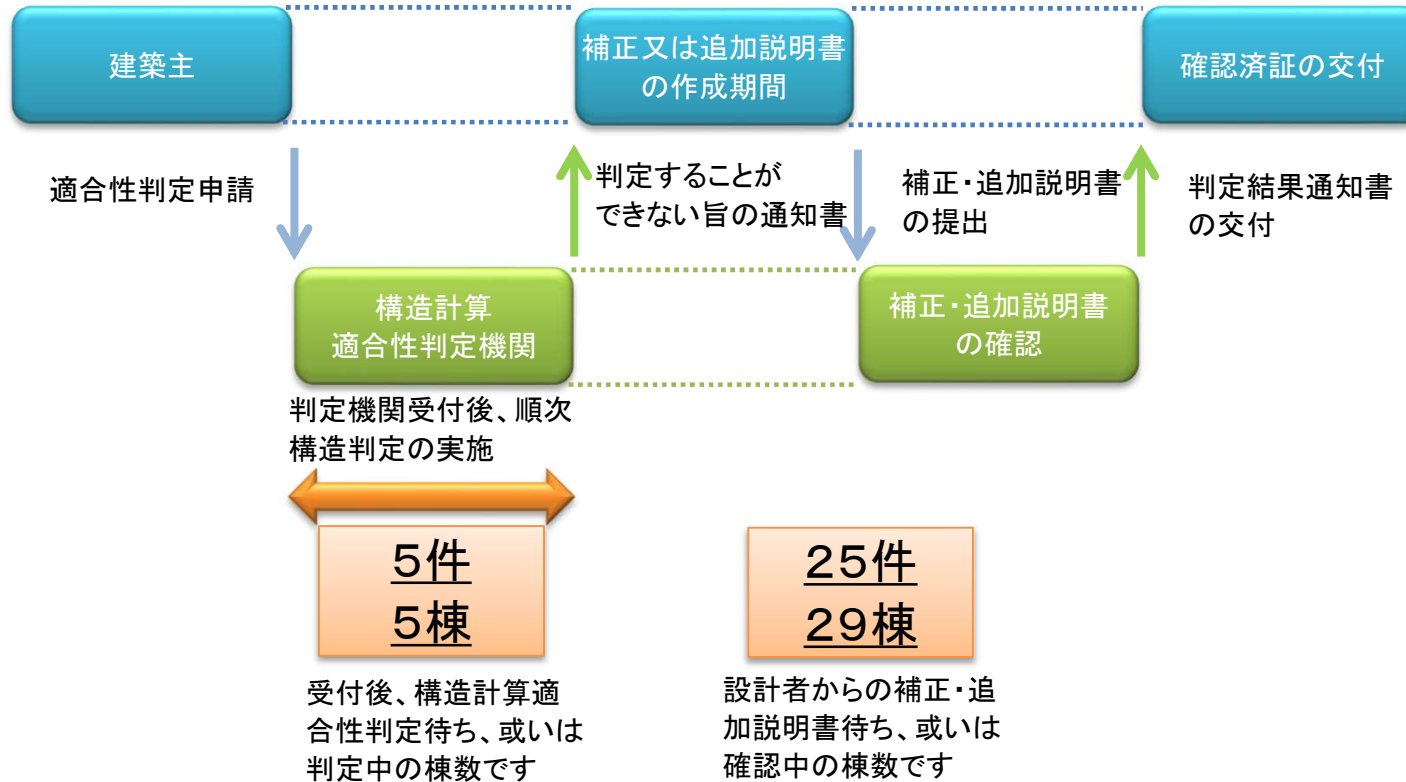 建築主
補正又は追加説明書
の作成期間
確認済証の交付
適合性判定申請
判定することが
できない旨の通知書
補正・追加説明書
の提出
判定結果通知書
の交付
構造計算
適合性判定機関
補正・追加説明書
の確認
判定機関受付後、順次
構造判定の実施
５件
５棟
２５件
２９棟
受付後、構造計算適
合性判定待ち、或いは
判定中の棟数です
設計者からの補正・追
加説明書待ち、或いは
確認中の棟数です